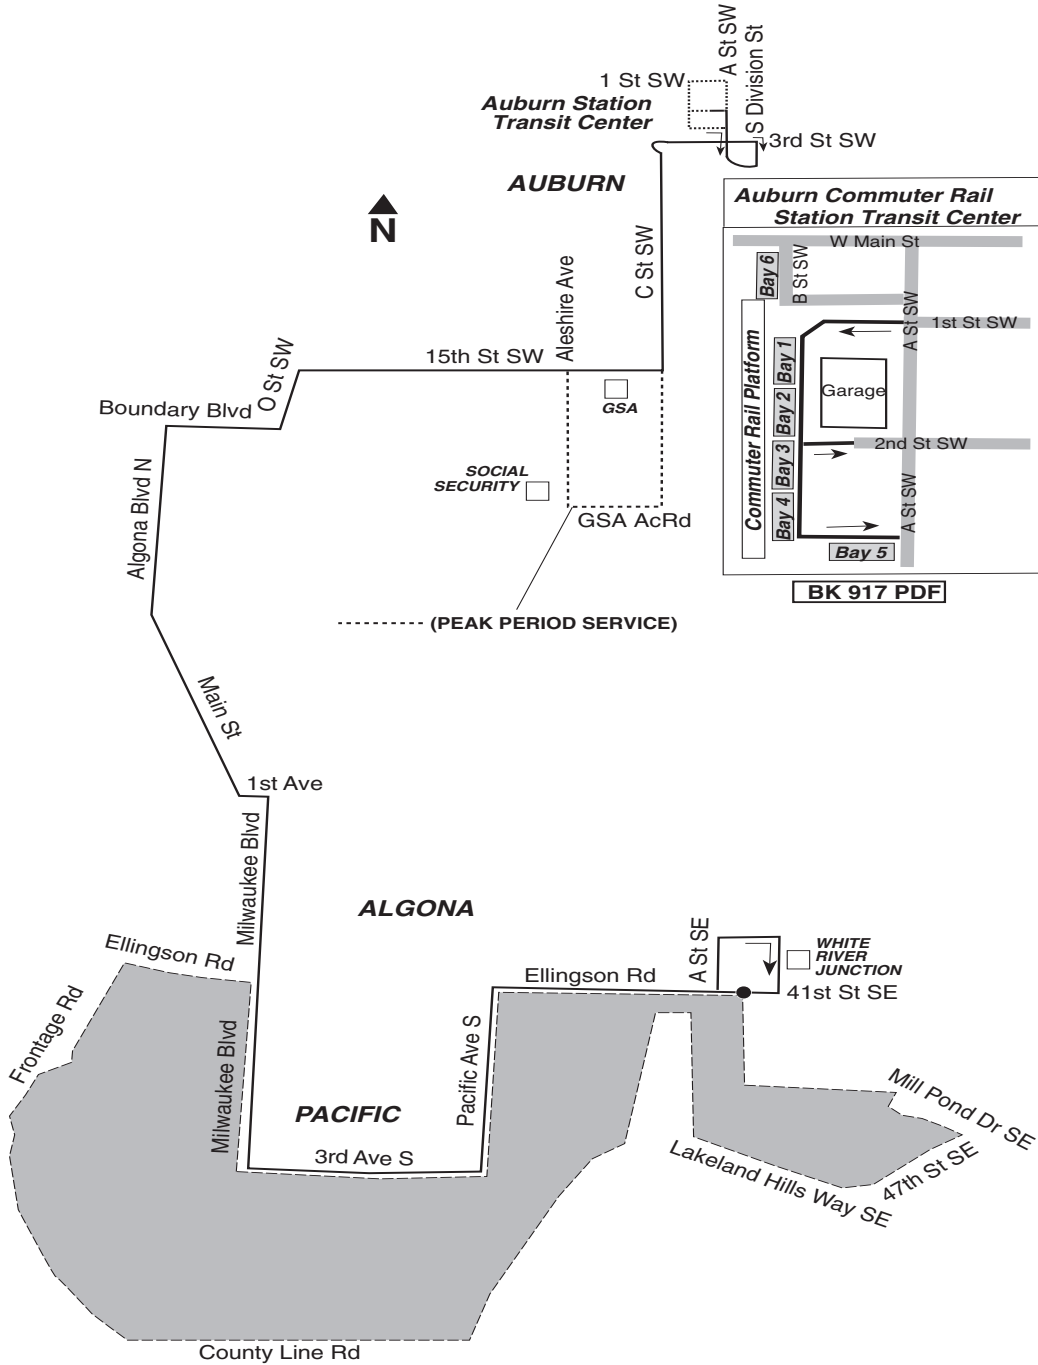 A St SW
S Division St
1 St SW
Auburn Station
Transit Center
3rd St SW
AUBURN
N
Auburn Commuter Rail
Station Transit Center
W Main St
Bay 6
B St SW
A St SW
1st St SW
Commuter Rail Platform
Bay 1
Garage
Bay 2
2nd St SW
Bay 3
A St SW
Bay 4
Bay 5
BK 917 PDF
C St SW
Aleshire Ave
15th St SW
O St SW
GSA
Boundary Blvd
Algona Blvd N
SOCIAL
SECURITY
GSA AcRd
(PEAK PERIOD SERVICE)
Main St
1st Ave
Milwaukee Blvd
ALGONA
Ellingson Rd
Ellingson Rd
A St SE
WHITE
RIVER
JUNCTION
41st St SE
Frontage Rd
Milwaukee Blvd
PACIFIC
Pacific Ave S
3rd Ave S
Mill Pond Dr SE
47th St SE
Lakeland Hills Way SE
County Line Rd